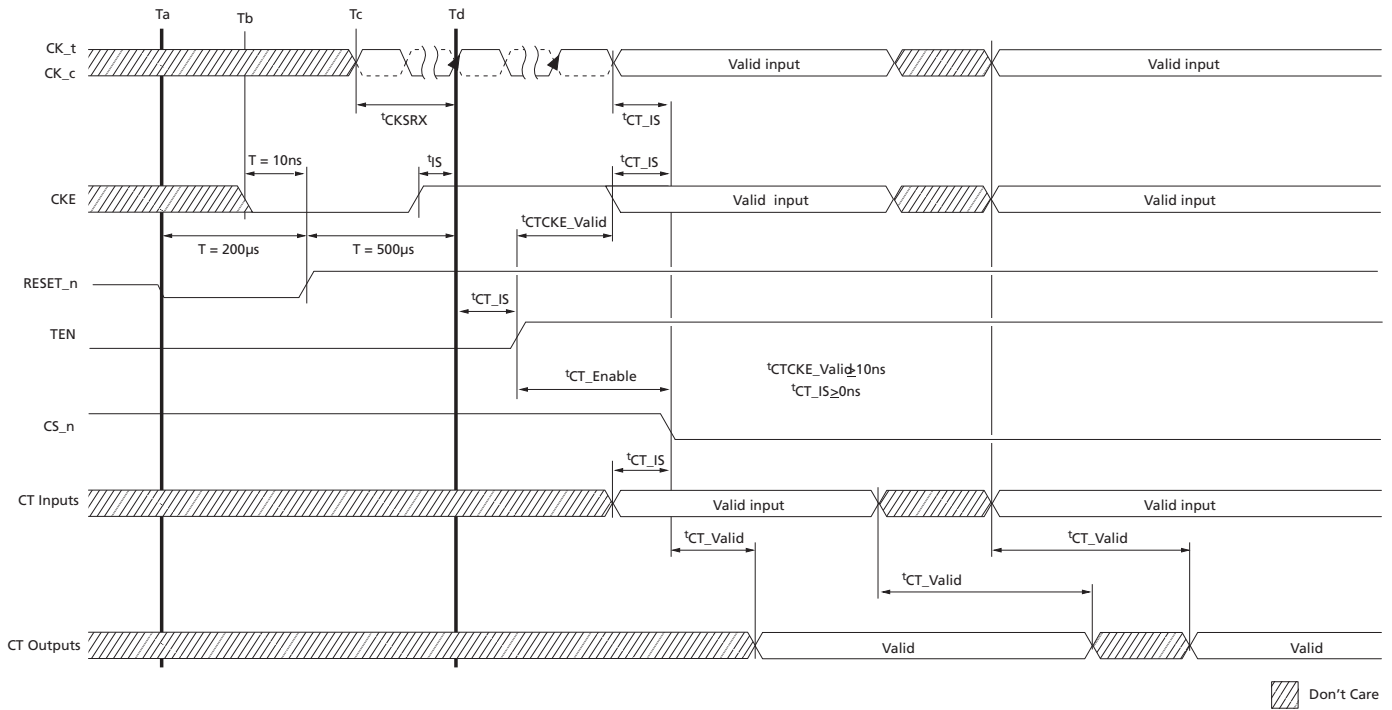 Ta
Tb
Tc
Td
CK_t
CK_c
Valid input
Valid input
tCKSRX
tCT_IS
T = 10ns
tIS
tCT_IS
CKE
Valid input
Valid input
tCTCKE_Valid
T = 200µs
T = 500µs
RESET_n
tCT_IS
TEN
tCT_Enable
tCTCKE_Valid≥10ns
tCT_IS≥0ns
CS_n
tCT_IS
CT Inputs
Valid input
Valid input
tCT_Valid
tCT_Valid
tCT_Valid
CT Outputs
Valid
Valid
Don't Care